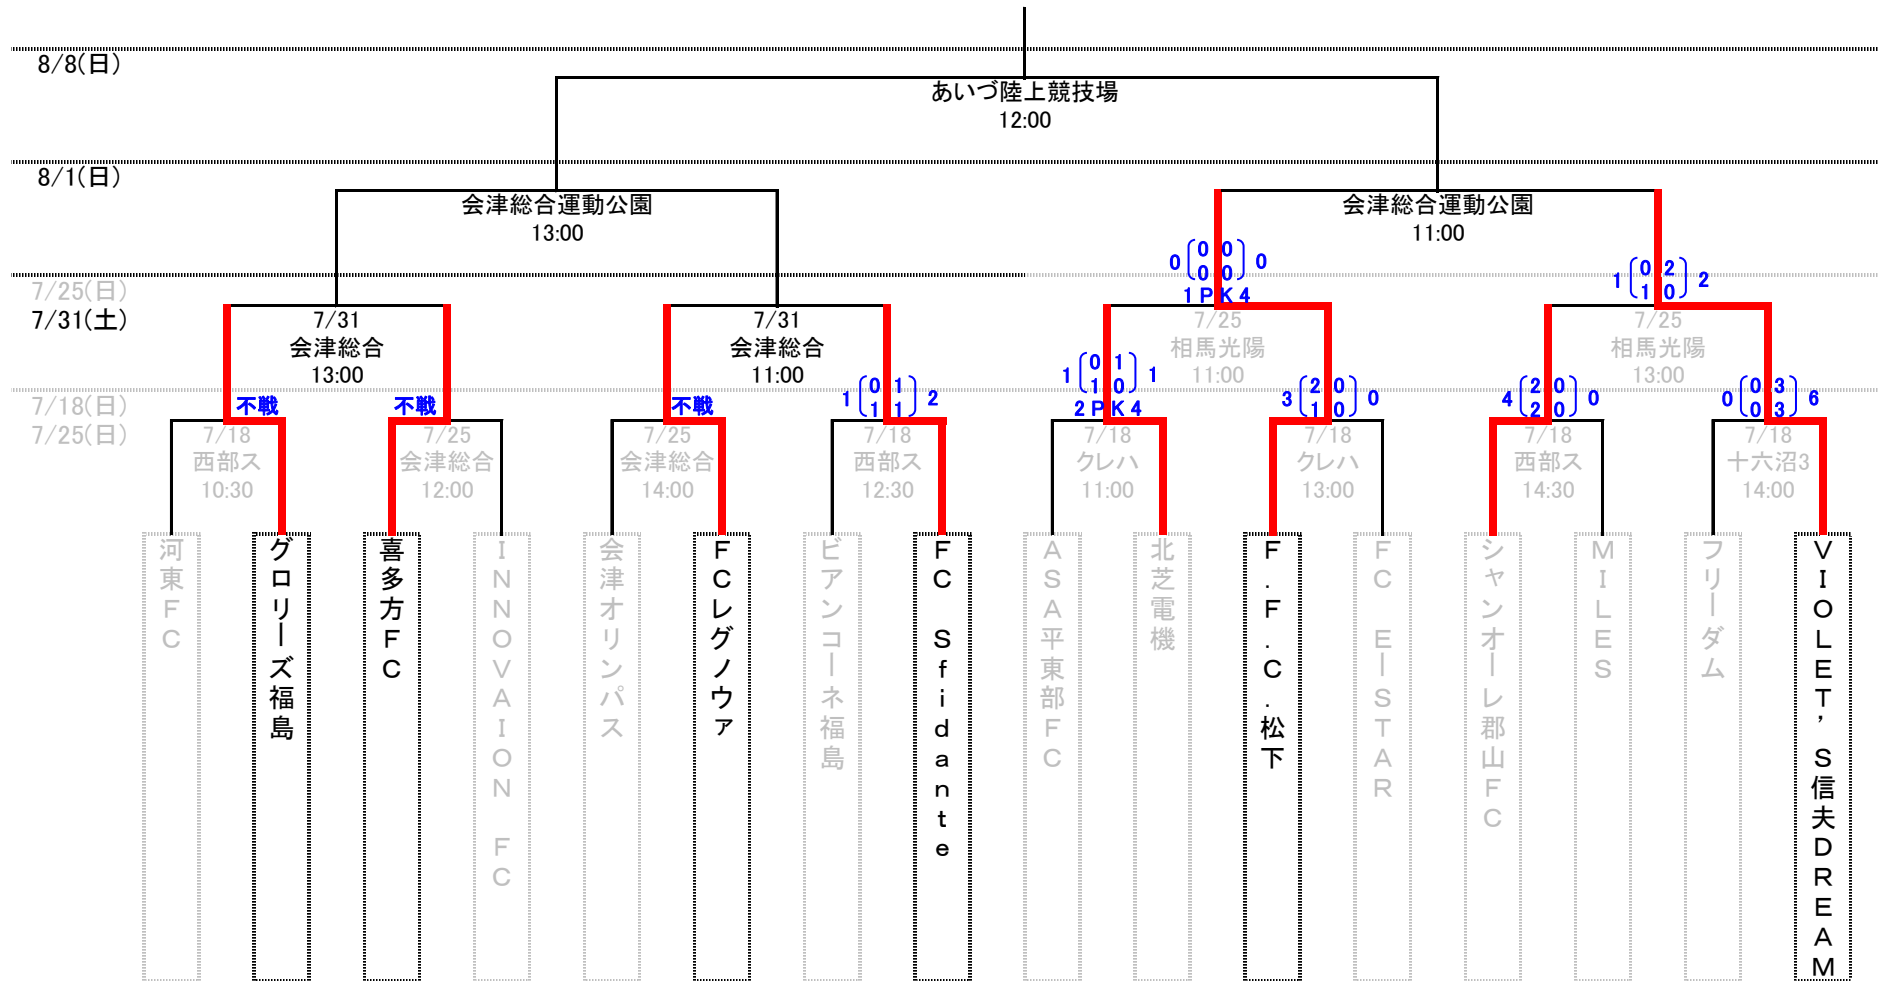 8/8(日)
あいづ陸上競技場
12:00
8/1(日)
会津総合運動公園
13:00
会津総合運動公園
11:00
0 0 0 0
0 0
1PK4
1 0 2 2
1 0
7/25(日)
7/31(土)
7/31
会津総合
13:00
7/31
会津総合
11:00
7/25
相馬光陽
11:00
7/25
相馬光陽
13:00
7/18(日)
7/25(日)
不戦
不戦
不戦
1 0 1 2
1 1
1 0 1 1
1 0
2PK4
3 2 0 0
1 0
4 2 0 0
2 0
0 0 3 6
0 3
7/18
西部ス
10:30
7/25
会津総合
12:00
7/25
会津総合
14:00
7/18
西部ス
12:30
7/18
クレハ
11:00
7/18
クレハ
13:00
7/18
西部ス
14:30
7/18
十六沼3
14:00
河東FC
グローリーズ福島
喜多方FC
INNOVAION FC
会津オリンパス
FCレグノウァ
ビアンコーネ福島
FC Sfidante
ASA平東部FC
北芝電機
F.F.C.松下
FC EーSTAR
シャンオーレ郡山FC
MILES
フリーダム
VIOLET'S信夫DREAM